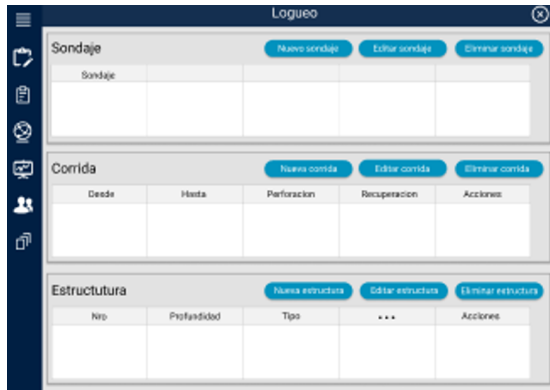 Logueo
Sondaje Nuevo sondaje Editar sondaje Eliminar sondaje
Sondaje
Corrida Nueva corrida Editar corrida Eliminar corrida
Desde Hasta Perforacion Recuperacion Acciones
Estructutura Nueva estructura Editar estructura Eliminar estructura
Nro Profundidad Tipo ... Acciones